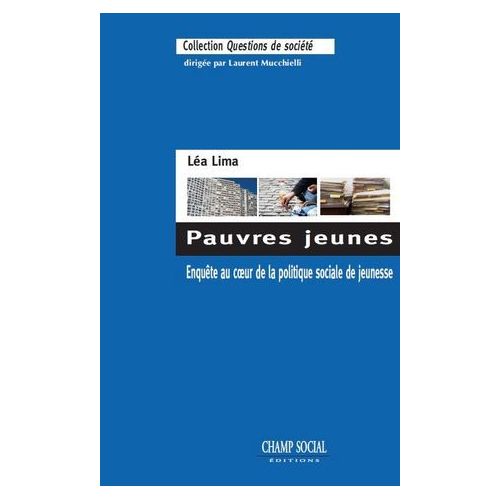 Collection Questions de société
dirigée par Laurent Mucchielli
Léa Lima
Pauvres jeunes
Enquête au cœur de la politique sociale de jeunesse
CHAMP SOCIAL
ÉDITIONS